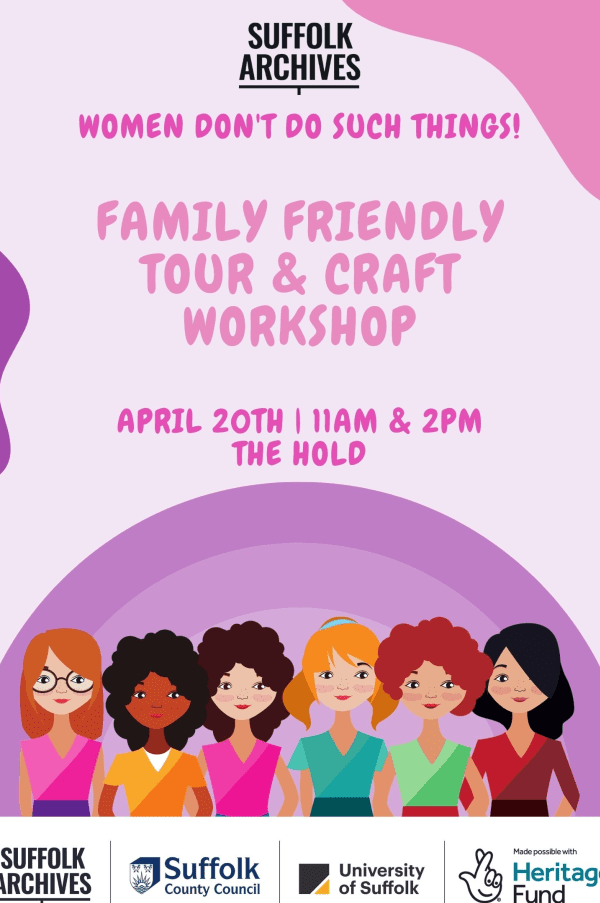 SUFFOLK
ARCHIVES
WOMEN DON'T DO SUCH THINGS!
FAMILY FRIENDLY
TOUR & CRAFT
WORKSHOP
APRIL 20TH | 11AM & 2PM
THE HOLD
SUFFOLK
ARCHIVES
Suffolk
County Council
University
of Suffolk
Made possible with
Heritage
Fund